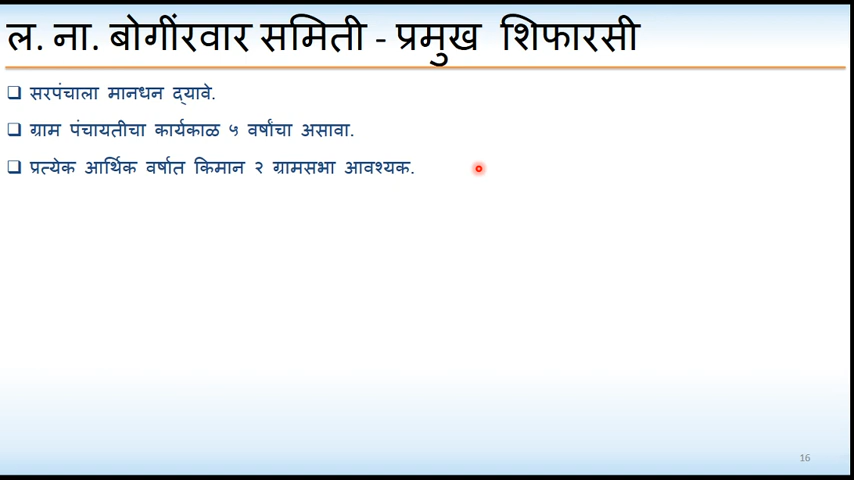 ल. ना. बोगींरवार समिती - प्रमुख शिफारसी
सरपंचाला मानधन द्यावे.
ग्राम पंचायतीचा कार्यकाळ ५ वर्षांचा असावा.
प्रत्येक आर्थिक वर्षात किमान २ ग्रामसभा आवश्यक.
16